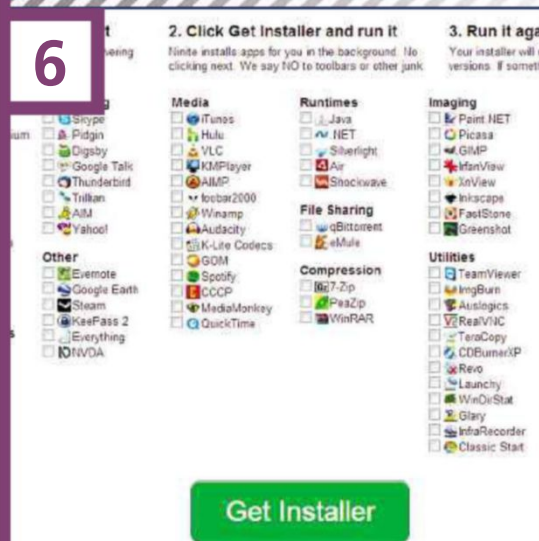 6
2. Click Get Installer and run it
Ninite installs apps for you in the background. No
clicking next. We say NO to toolbars or other junk
3. Run it aga
Your installer will
versions. If somet
Skype
Pidgin
Digsby
Google Talk
Thunderbird
Trillian
AIM
Yahoo!
Other
Evernote
Google Earth
Steam
KeePass 2
Everything
NVDA
Media
iTunes
Hulu
VLC
KMPlayer
AIMP
foobar2000
Winamp
Audacity
K-Lite Codecs
GOM
Spotify
CCCP
MediaMonkey
QuickTime
Runtimes
Java
.NET
Silverlight
Air
Shockwave
File Sharing
qBittorrent
eMule
Compression
7-Zip
PeaZip
WinRAR
Imaging
Paint.NET
Picasa
GIMP
IrfanView
XnView
Inkscape
FastStone
Greenshot
Utilities
TeamViewer
ImgBurn
Auslogics
RealVNC
TeraCopy
CDBurnerXP
Revo
Launchy
WinDirStat
Glary
InfraRecorder
Classic Start
Get Installer